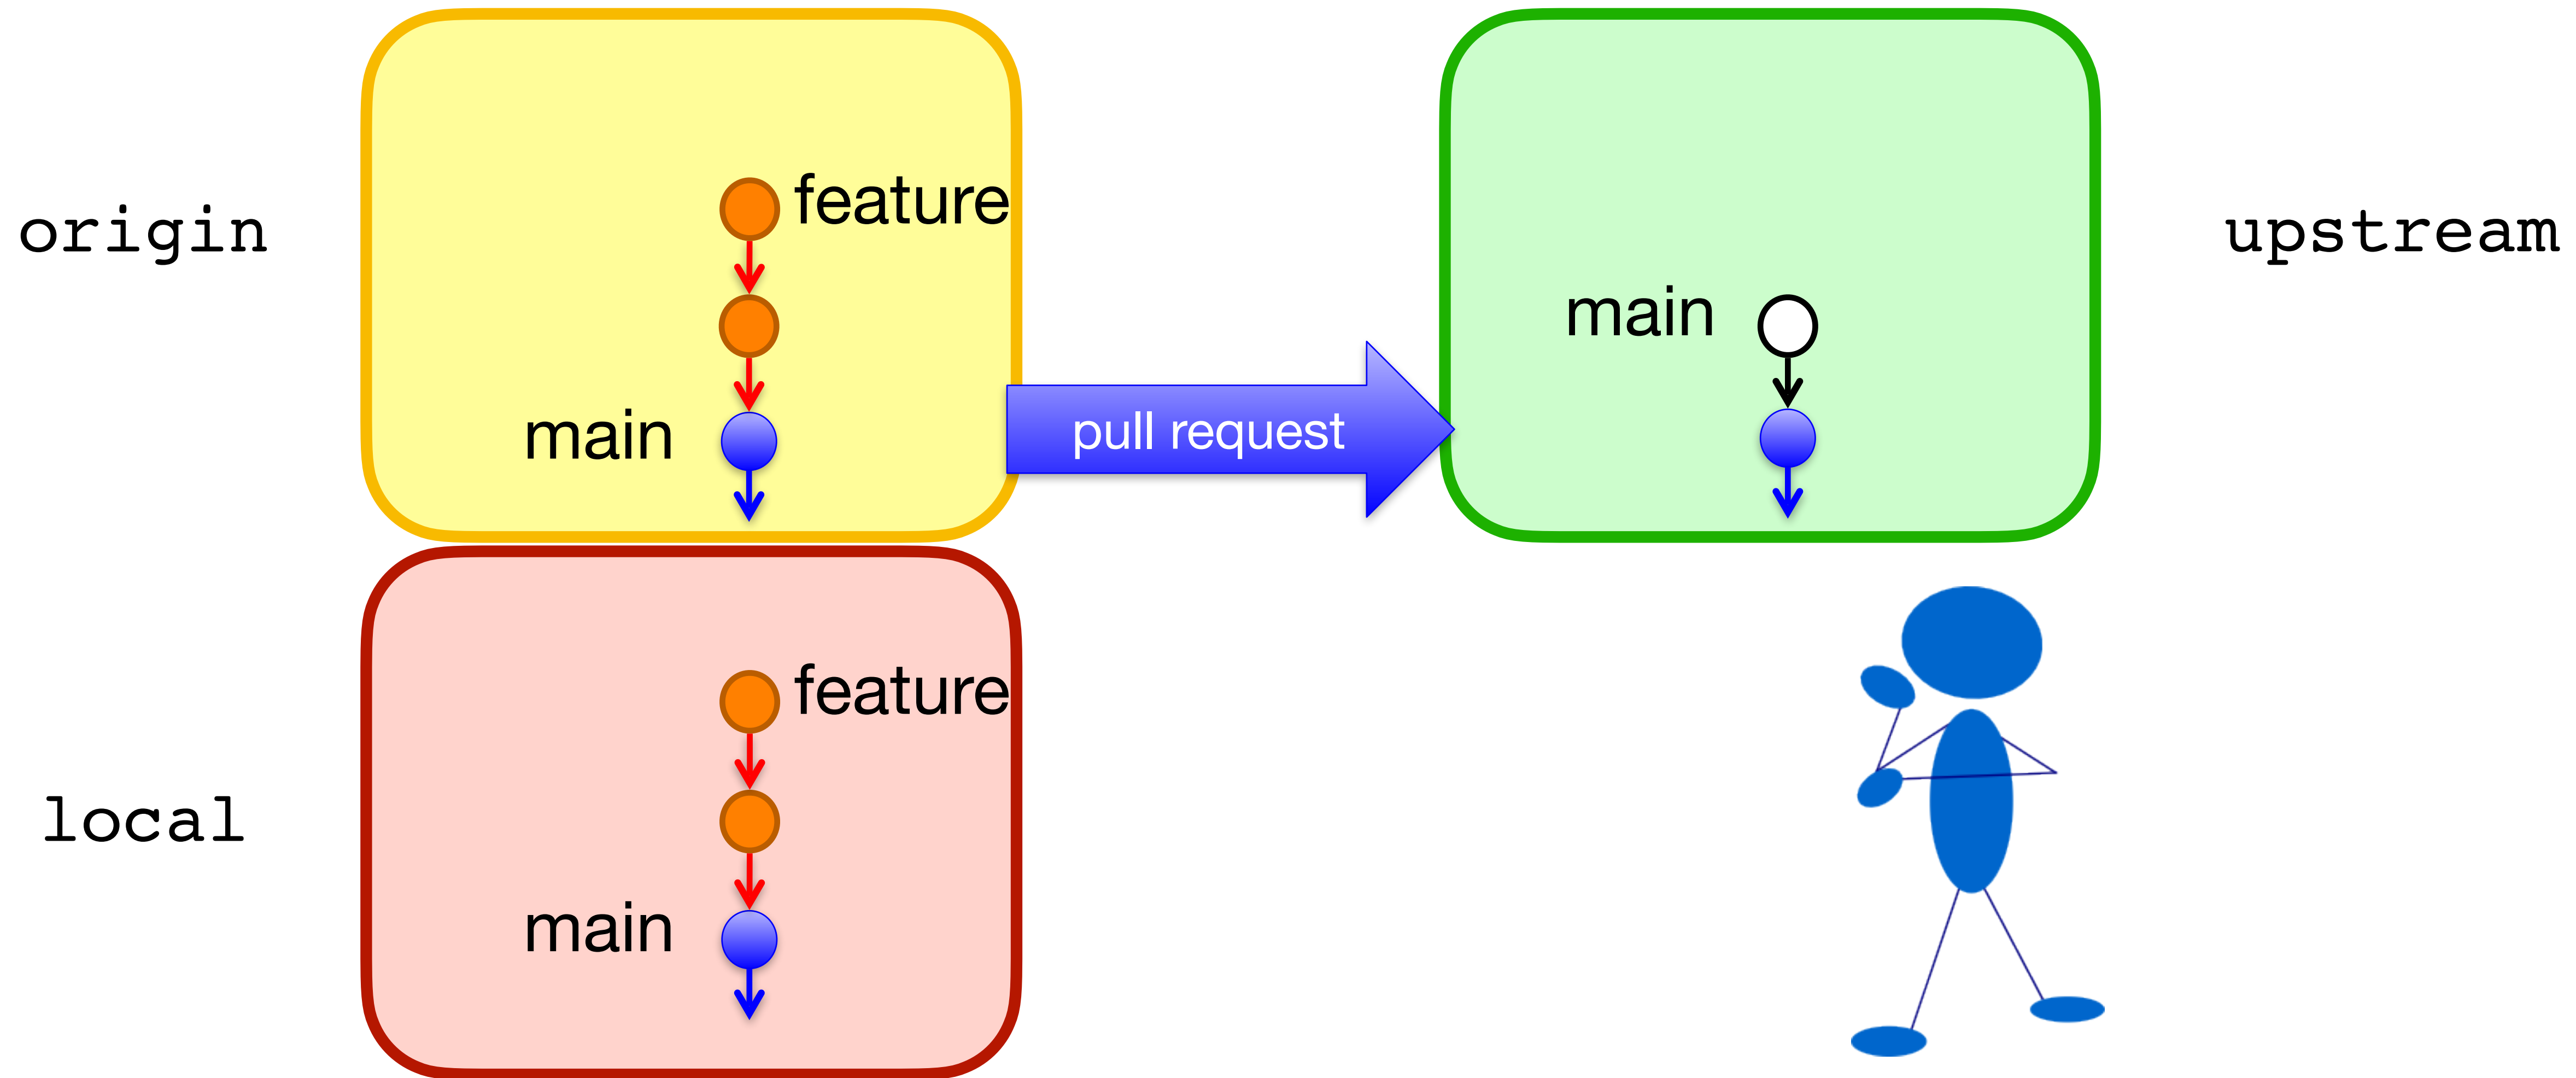 origin
feature
main
pull request
main
upstream
local
feature
main